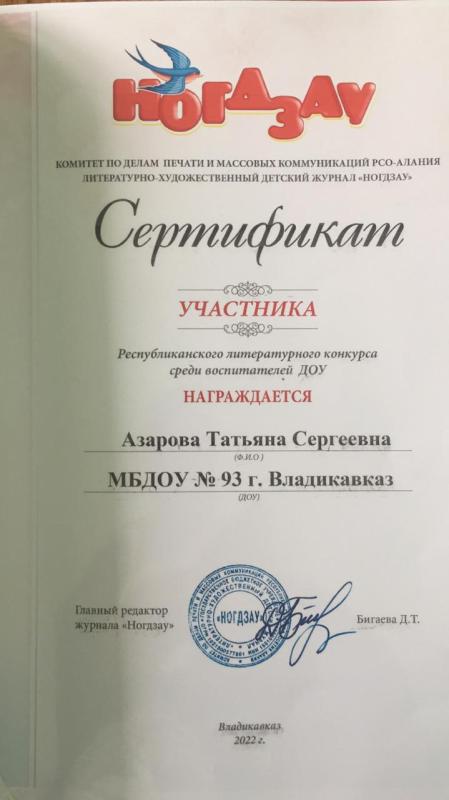 НОГДЗАУ
КОМИТЕТ ПО ДЕЛАМ ПЕЧАТИ И МАССОВЫХ КОММУНИКАЦИЙ РСО-АЛАНИЯ
ЛИТЕРАТУРНО-ХУДОЖЕСТВЕННЫЙ ДЕТСКИЙ ЖУРНАЛ «НОГДЗАУ»
Сертификат
УЧАСТНИКА
Республиканского литературного конкурса
среди воспитателей ДОУ
НАГРАЖДАЕТСЯ
Азарова Татьяна Сергеевна
(Ф.И.О)
МБДОУ № 93 г. Владикавказ
(ДОУ)
Главный редактор
журнала «Ногдзау»
«НОГДЗАУ»
Бигаева Д.Т.
Владикавказ
2022 г.